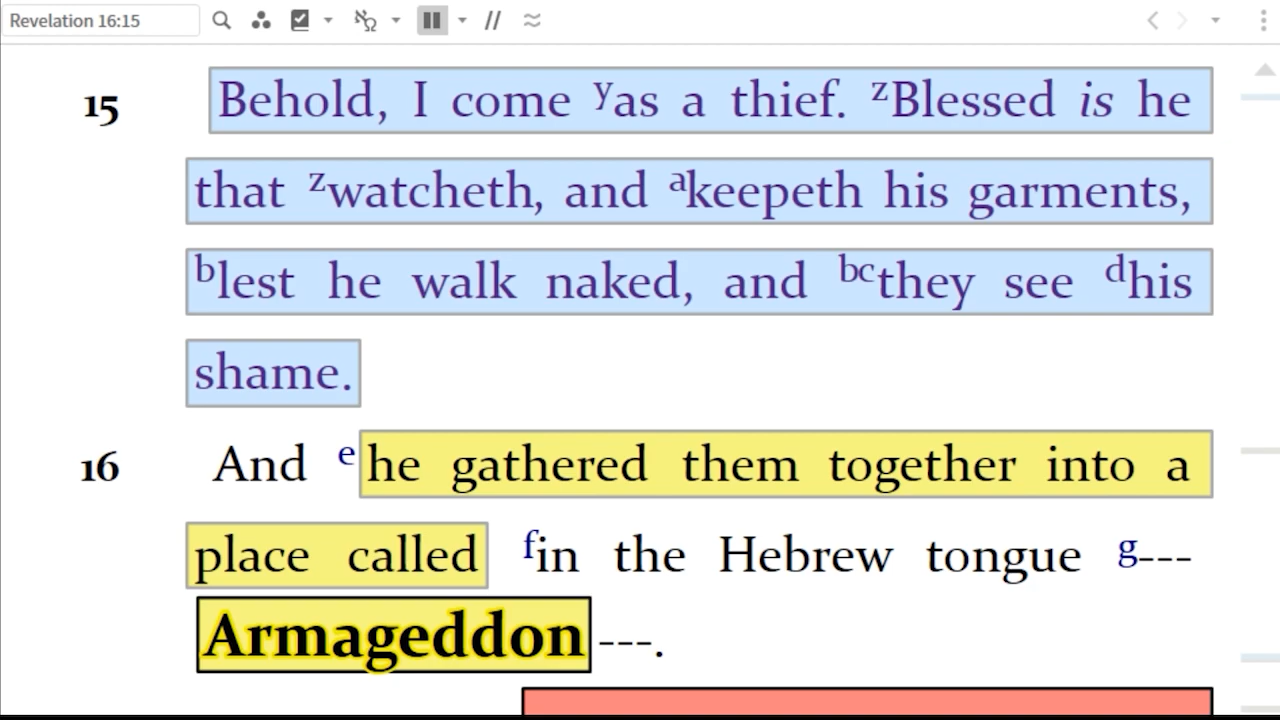 Revelation 16:15
15 Behold, I come yas a thief. zBlessed is he
that zwatcheth, and akeepeth his garments,
blest he walk naked, and bcthey see dhis
shame.
16 And ehe gathered them together into a
place called fin the Hebrew tongue g---
Armageddon ---.